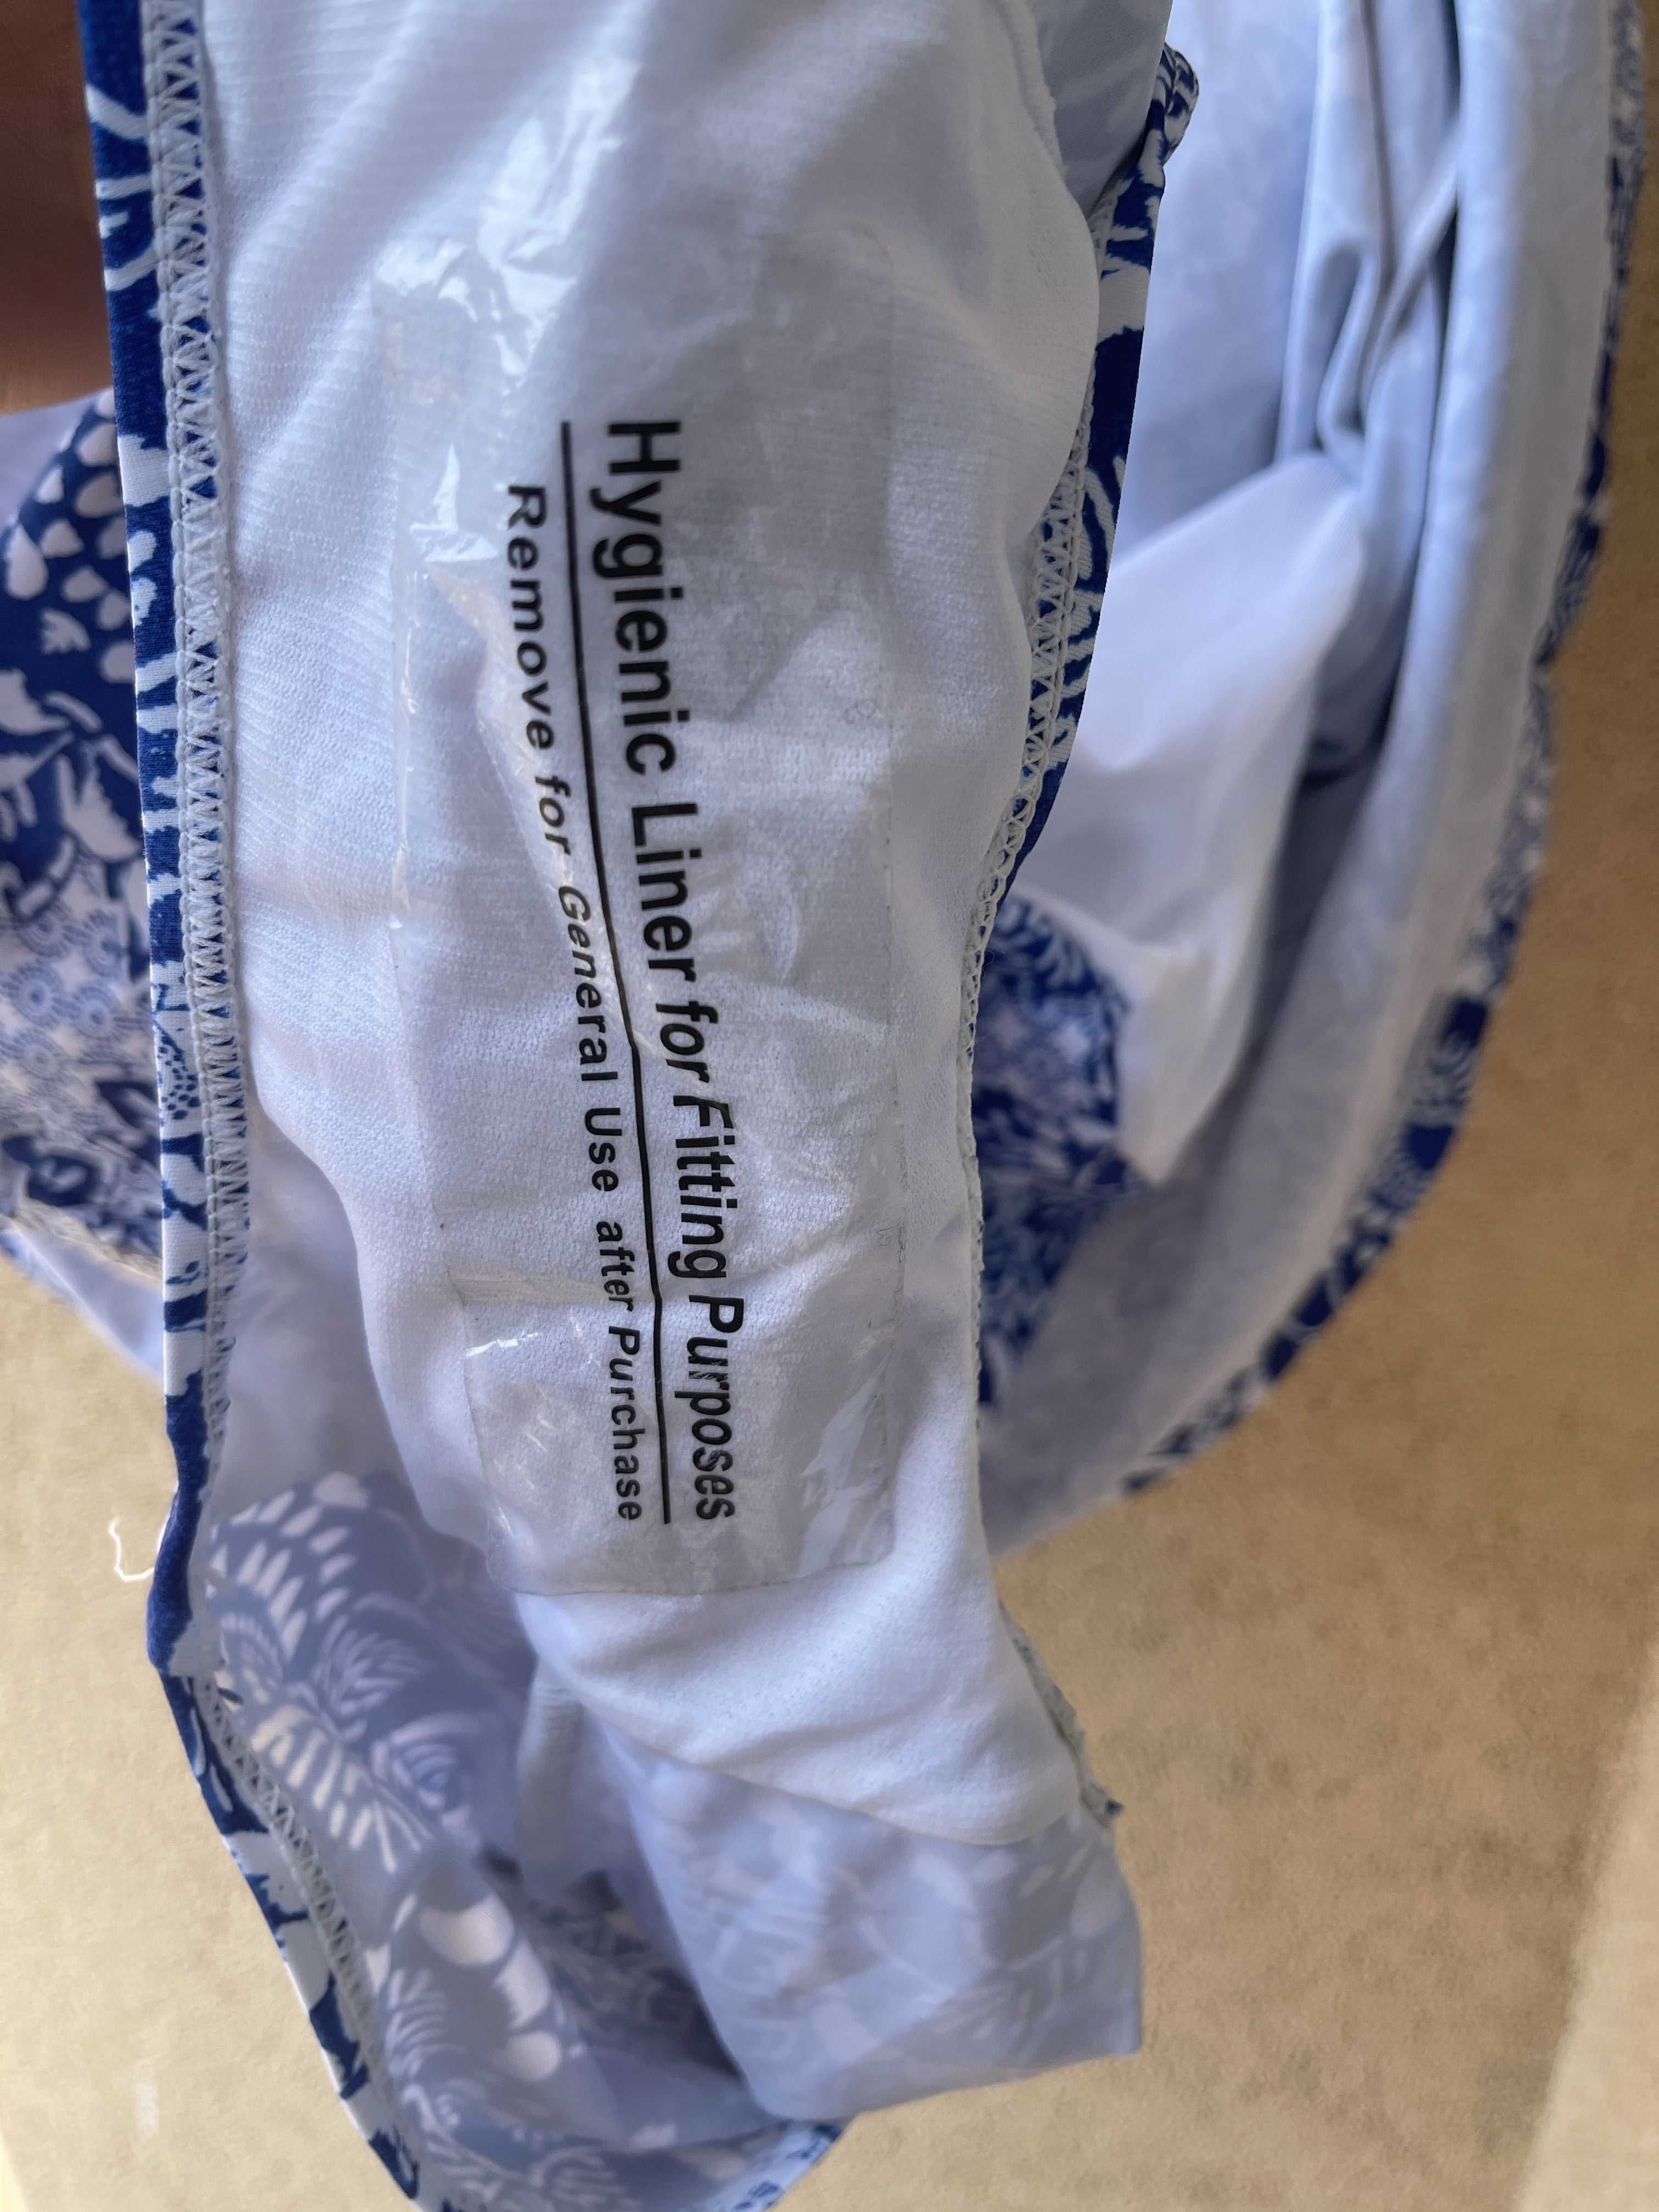 Hygienic Liner for Fitting Purposes
Remove for General Use after Purchase